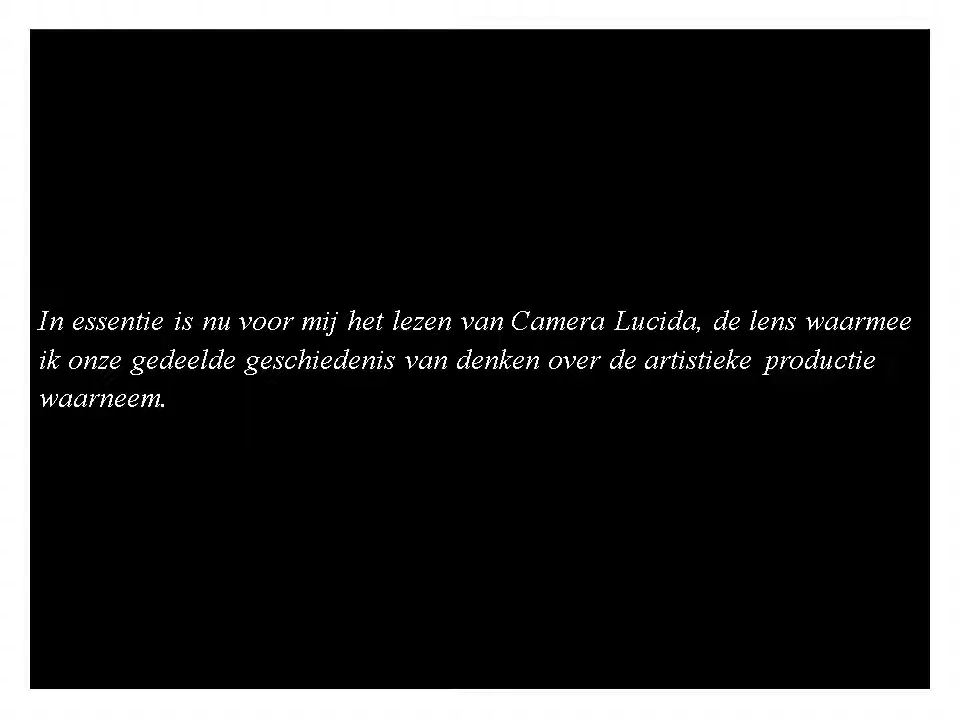 In essentie is nu voor mij het lezen van Camera Lucida, de lens waarmee
ik onze gedeelde geschiedenis van denken over de artistieke productie
waarneem.